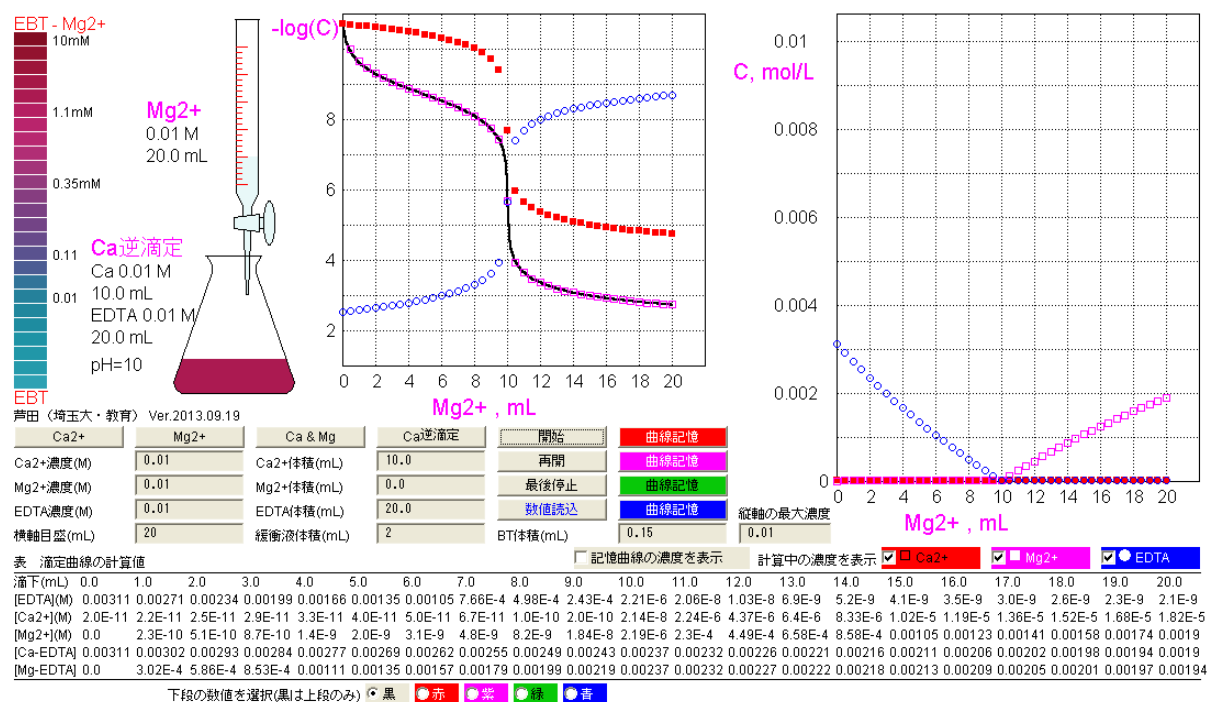 EBT - Mg2+
10mM
1.1mM
0.35mM
0.11
0.01
EBT
Mg2+
0.01 M
20.0 mL
Ca逆滴定
Ca 0.01 M
10.0 mL
EDTA 0.01 M
20.0 mL
pH=10
-log(C)
8
6
4
2
0 2 4 6 8 10 12 14 16 18 20
Mg2+ , mL
C, mol/L
0.01
0.008
0.006
0.004
0.002
0
0 2 4 6 8 10 12 14 16 18 20
Mg2+ , mL
芦田（埼玉大・教育） Ver.2013.09.19
Ca2+ Mg2+ Ca & Mg Ca逆滴定 開始 曲線記憶
Ca2+濃度(M) 0.01 Ca2+体積(mL) 10.0 再開 曲線記憶
Mg2+濃度(M) 0.01 Mg2+体積(mL) 0.0 最後停止 曲線記憶
EDTA濃度(M) 0.01 EDTA体積(mL) 20.0 数値読込 曲線記憶 縦軸の最大濃度
横軸目盛(mL) 20 緩衝液体積(mL) 2 BT体積(mL) 0.15 0.01
表 滴定曲線の計算値 記憶曲線の濃度を表示 計算中の濃度を表示 Ca2+ Mg2+ EDTA
滴下(mL) 0.0 1.0 2.0 3.0 4.0 5.0 6.0 7.0 8.0 9.0 10.0 11.0 12.0 13.0 14.0 15.0 16.0 17.0 18.0 19.0 20.0
[EDTA](M) 0.00311 0.00271 0.00234 0.00199 0.00166 0.00135 0.00105 7.66E-4 4.98E-4 2.43E-4 2.21E-6 2.06E-8 1.03E-8 6.9E-9 5.2E-9 4.1E-9 3.5E-9 3.0E-9 2.6E-9 2.3E-9 2.1E-9
[Ca2+](M) 2.0E-11 2.2E-11 2.5E-11 2.9E-11 3.3E-11 4.0E-11 5.0E-11 6.7E-11 1.0E-10 2.0E-10 2.14E-8 2.24E-6 4.37E-6 6.4E-6 8.33E-6 1.02E-5 1.19E-5 1.36E-5 1.52E-5 1.68E-5 1.82E-5
[Mg2+](M) 0.0 2.3E-10 5.1E-10 8.7E-10 1.4E-9 2.0E-9 3.1E-9 4.8E-9 8.2E-9 1.84E-8 2.19E-6 2.3E-4 4.49E-4 6.58E-4 8.58E-4 0.00105 0.00123 0.00141 0.00158 0.00174 0.0019
[Ca-EDTA] 0.00311 0.00302 0.00293 0.00284 0.00277 0.00269 0.00262 0.00255 0.00249 0.00243 0.00237 0.00232 0.00226 0.00221 0.00216 0.00211 0.00206 0.00202 0.00198 0.00194 0.0019
[Mg-EDTA] 0.0 3.02E-4 5.86E-4 8.53E-4 0.00111 0.00135 0.00157 0.00179 0.00199 0.00219 0.00237 0.00232 0.00227 0.00222 0.00218 0.00213 0.00209 0.00205 0.00201 0.00197 0.00194
下段の数値を選択(黒は上段のみ) 黒 赤 紫 緑 青